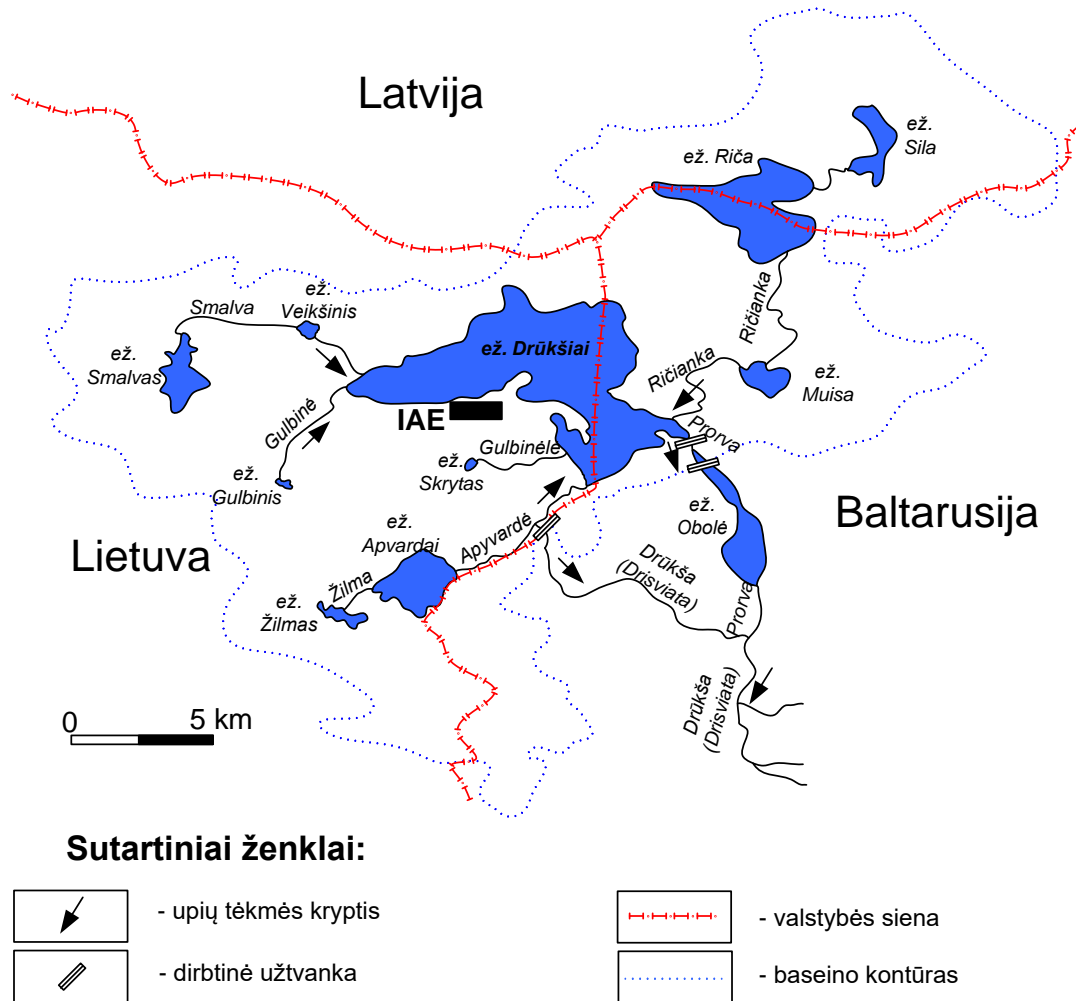 Latvija
ež.
Sila
ež. Riča
Smalva
ež.
Veikšinis
Ričianka
ež.
Smalvas
ež. Drūkšiai
Ričianka
ež.
Muisa
Gulbinė
IAE
Prorva
Gulbinėlė
ež.
Skrytas
ež.
Gulbinis
ež.
Obolė
Baltarusija
Lietuva
ež.
Apvardai
Apyvardė
Drūkša
(Drisviata)
Žilma
ež.
Žilmas
Prorva
Drūkša
(Drisviata)
0 5 km
Sutartiniai ženklai:
- upių tėkmės kryptis
- valstybės siena
- dirbtinė užtvanka
- baseino kontūras